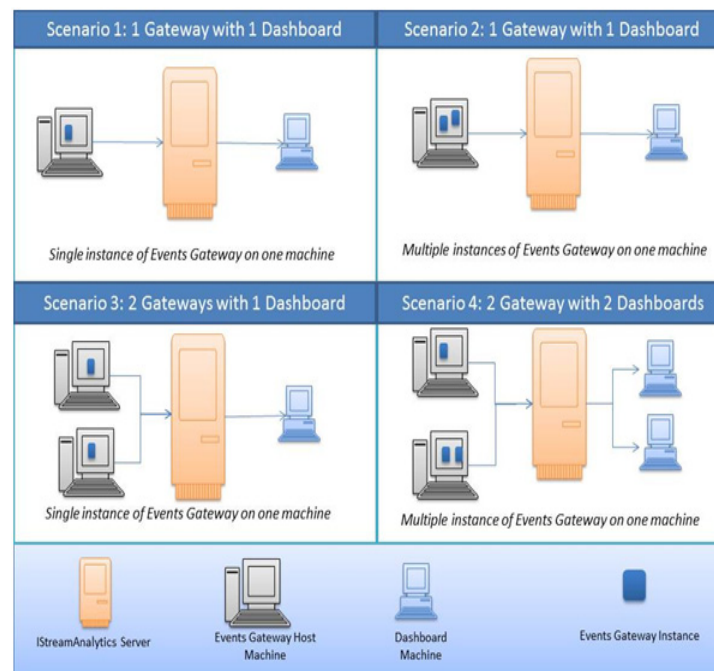 Scenario 1: 1 Gateway with 1 Dashboard
Scenario 2: 1 Gateway with 1 Dashboard
Single instance of Events Gateway on one machine
Multiple instances of Events Gateway on one machine
Scenario 3: 2 Gateways with 1 Dashboard
Scenario 4: 2 Gateway with 2 Dashboards
Single instance of Events Gateway on one machine
Multiple instance of Events Gateway on one machine
IStreamAnalytics Server
Events Gateway Host
Machine
Dashboard
Machine
Events Gateway Instance